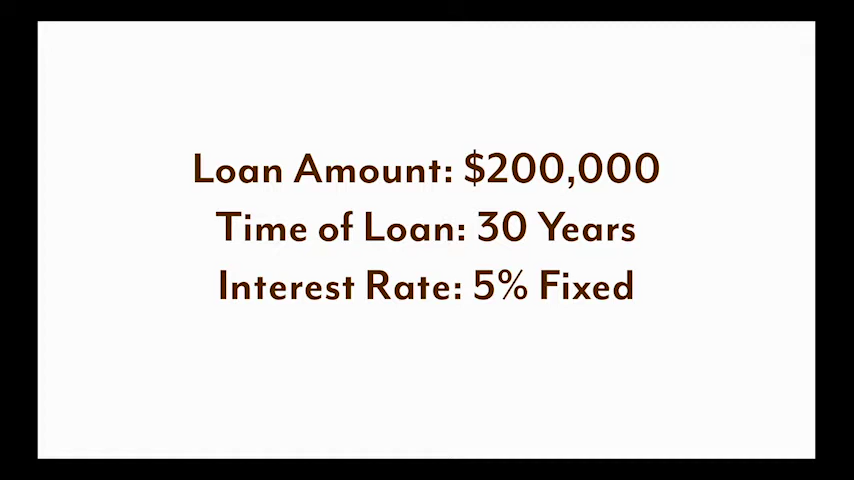 Loan Amount: $200,000
Time of Loan: 30 Years
Interest Rate: 5% Fixed